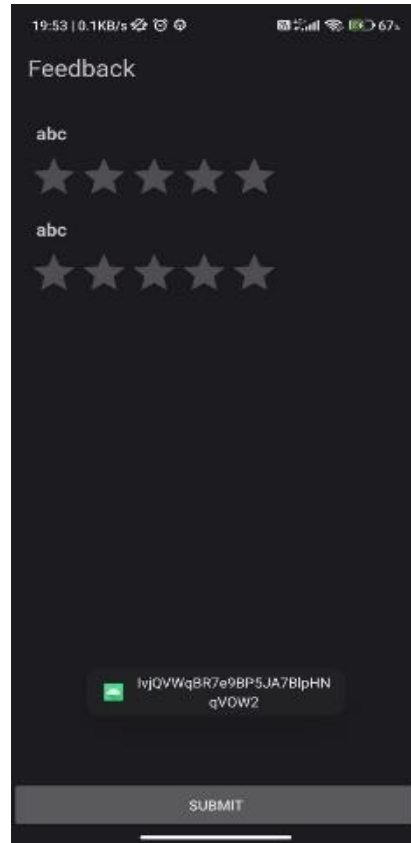 19:53 | 0.1KB/s 67%
Feedback
abc
abc
IvjQVWqBR7e9BP5JA7BlpHN
qVOW2
SUBMIT